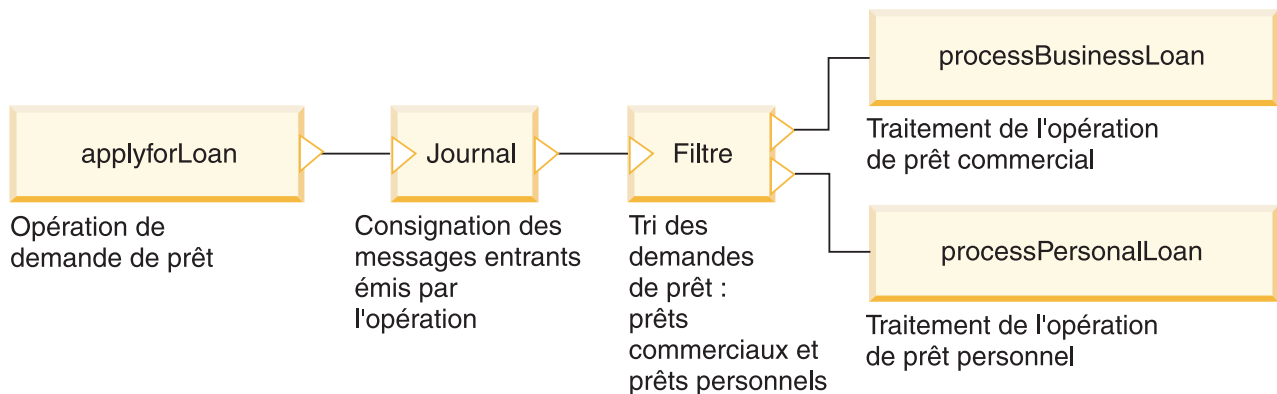 applyforLoan
Opération de
demande de prêt
Journal
Consignation des
messages entrants
émis par
l'opération
Filtre
Tri des
demandes
de prêt :
prêts
commerciaux et
prêts personnels
processBusinessLoan
Traitement de l'opération
de prêt commercial
processPersonalLoan
Traitement de l'opération
de prêt personnel